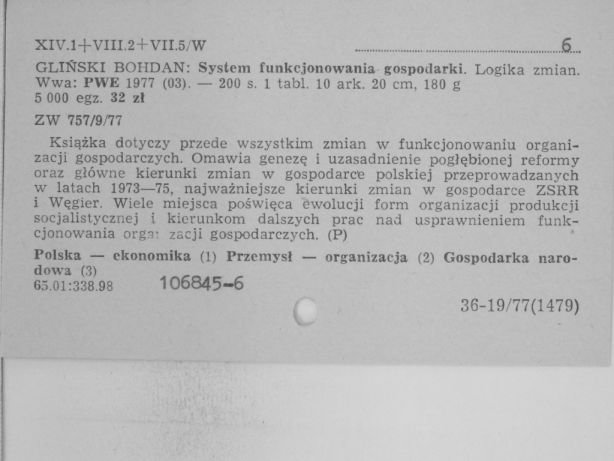 XIV.1+VIII.2+VII.5/W 6
GLIŃSKI BOHDAN: System funkcjonowania gospodarki. Logika zmian.
Wwa: PWE 1977 (03). — 200 s. 1 tabl. 10 ark. 20 cm, 180 g
5 000 egz. 32 zł
ZW 757/9/77
Książka dotyczy przede wszystkim zmian w funkcjonowaniu organi-
zacji gospodarczych. Omawia genezę i uzasadnienie pogłębionej reformy
oraz główne kierunki zmian w gospodarce polskiej przeprowadzanych
w latach 1973—75, najważniejsze kierunki zmian w gospodarce ZSRR
i Węgier. Wiele miejsca poświęca ewolucji form organizacji produkcji
socjalistycznej i kierunkom dalszych prac nad usprawnieniem funk-
cjonowania organizacji gospodarczych. (P)
Polska — ekonomika (1) Przemysł — organizacja (2) Gospodarka naro-
dowa (3)
65.01:338.98 106845-6
36-19/77(1479)